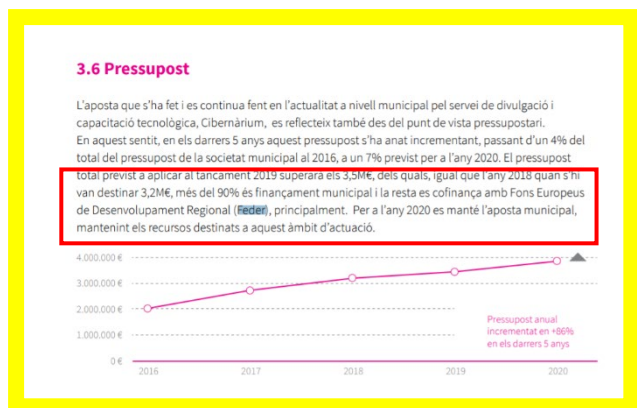 3.6 Pressupost
L’aposta que s’ha fet i es continua fent en l’actualitat a nivell municipal pel servei de divulgació i
capacitació tecnològica, Cibernàrium, es reflecteix també des del punt de vista pressupostari.
En aquest sentit, en els darrers 5 anys aquest pressupost s’ha anat incrementant, passant d’un 4% del
total del pressupost de la societat municipal al 2016, a un 7% previst per a l’any 2020. El pressupost
total previst a aplicar al tancament 2019 superarà els 3,5M€, dels quals, igual que l’any 2018 quan s’hi
van destinar 3,2M€, més del 90% és finançament municipal i la resta es cofinança amb Fons Europeus
de Desenvolupament Regional (Feder), principalment. Per a l’any 2020 es manté l’aposta municipal,
mantenint els recursos destinats a aquest àmbit d’actuació.
4.000.000 €
3.000.000 €
2.000.000 €
1.000.000 €
0 €
Pressupost anual
incrementat en +86%
en els darrers 5 anys
2016 2017 2018 2019 2020